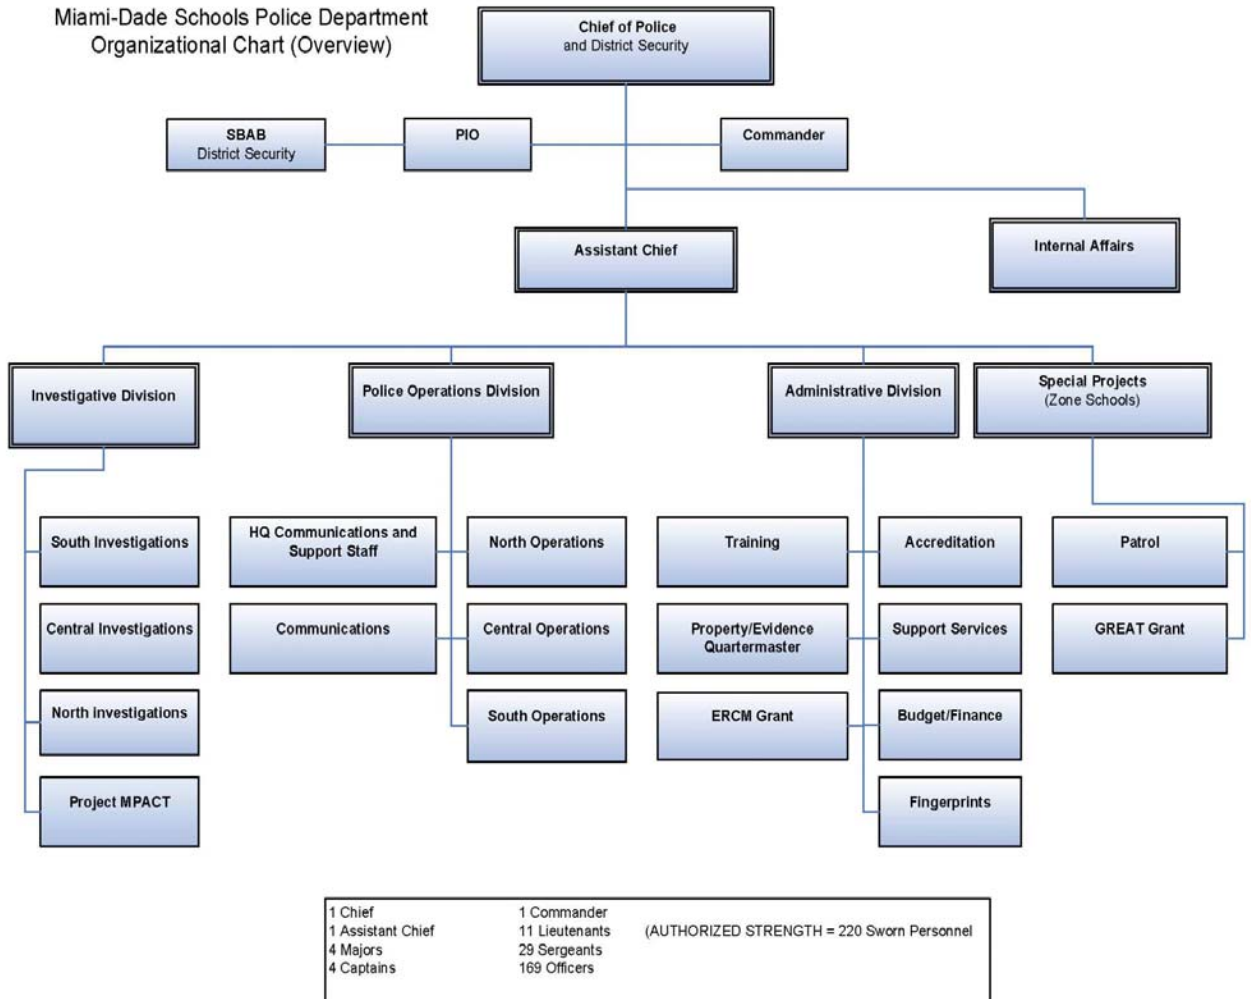 Miami-Dade Schools Police Department
Organizational Chart (Overview)
Chief of Police
and District Security
SBAB
District Security
PIO
Commander
Assistant Chief
Internal Affairs
Investigative Division
Police Operations Division
Administrative Division
Special Projects
(Zone Schools)
South Investigations
HQ Communications and
Support Staff
North Operations
Training
Accreditation
Patrol
Central Investigations
Communications
Central Operations
Property/Evidence
Quartermaster
Support Services
GREAT Grant
North investigations
South Operations
ERCM Grant
Budget/Finance
Project MPACT
Fingerprints
1 Chief 1 Commander
1 Assistant Chief 11 Lieutenants (AUTHORIZED STRENGTH = 220 Sworn Personnel
4 Majors 29 Sergeants
4 Captains 169 Officers